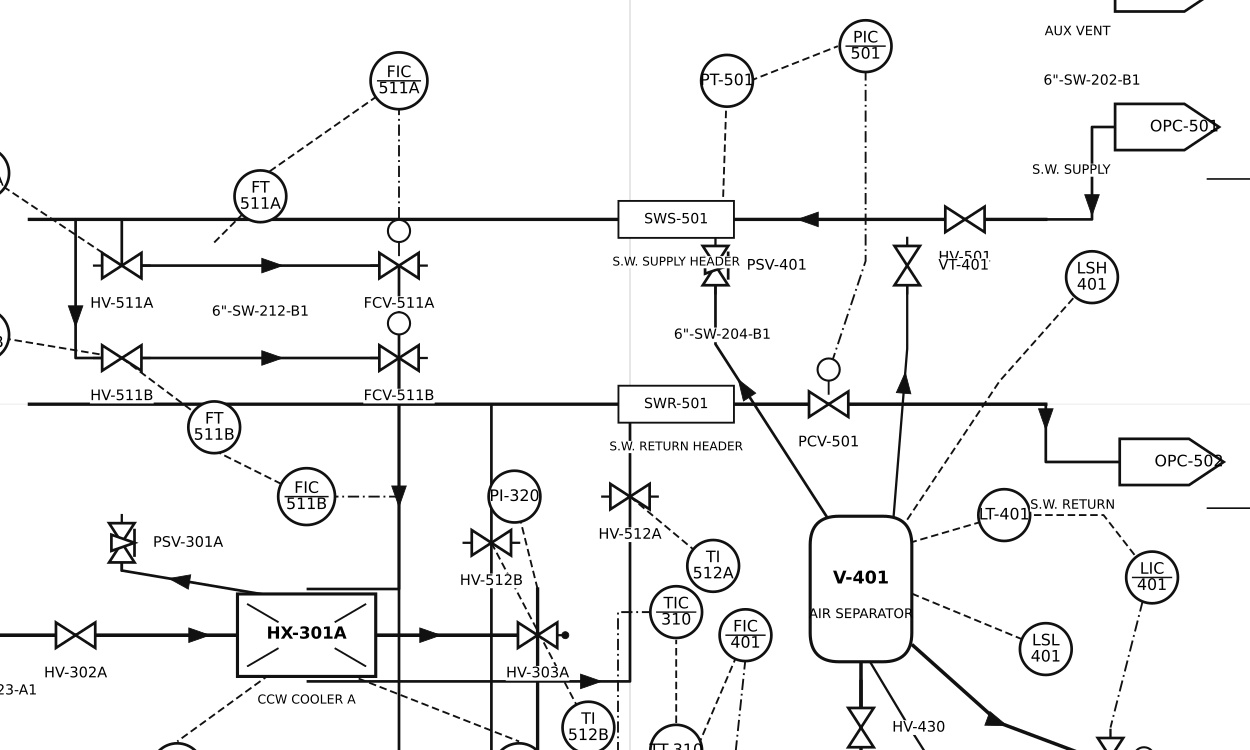 AUX VENT
PIC
501
FIC
511A
PT-501
6"-SW-202-B1
OPC-501
S.W. SUPPLY
FT
511A
SWS-501
S.W. SUPPLY HEADER
PSV-401
VT-401
LSH
401
HV-511A
6"-SW-212-B1
FCV-511A
6"-SW-204-B1
HV-511B
FCV-511B
SWR-501
FT
511B
S.W. RETURN HEADER
PCV-501
OPC-502
FIC
511B
PI-320
S.W. RETURN
LT-401
HV-512A
PSV-301A
TI
512A
HV-512B
V-401
AIR SEPARATOR
LIC
401
TIC
310
FIC
401
HX-301A
LSL
401
HV-302A
HV-303A
23-A1
CCW COOLER A
TI
512B
HV-430